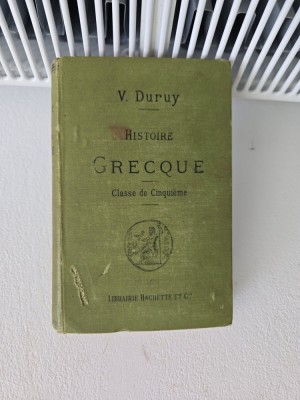 V. Duruy
HISTOIRE
GRECQUE
Classe de Cinquième
LIBRAIRIE HACHETTE ET Cie